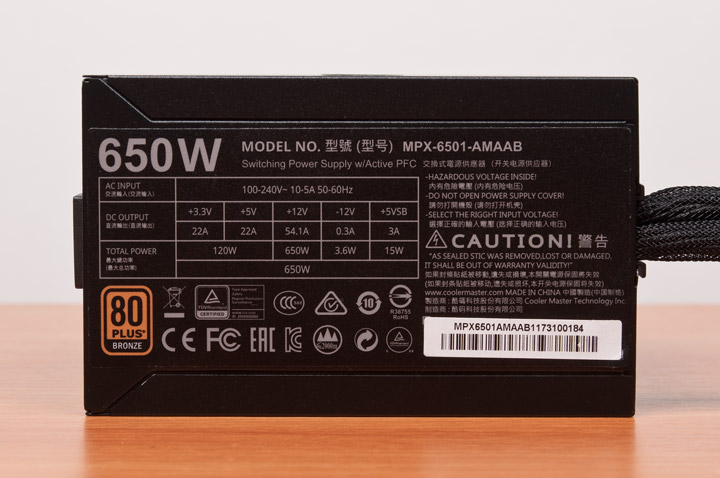 650W
MODEL NO. 型號 (型号) MPX-6501-AMAAB
Switching Power Supply w/Active PFC 交換式電源供應器 (开关电源供应器)
AC INPUT 100-240V~ 10-5A 50-60Hz
交流輸入 (交流输入)
DC OUTPUT +3.3V +5V +12V -12V +5VSB
直流輸出 (直流输出) 22A 22A 54.1A 0.3A 3A
TOTAL POWER 120W 650W 3.6W 15W
最大總功率
(最大总功率) 650W
-HAZARDOUS VOLTAGE INSIDE!
內有危險電壓 (内有危险电压)
-DO NOT OPEN POWER SUPPLY COVER!
請勿打開機殼 (请勿打开机壳)
-SELECT THE RIGGHT INPUT VOLTAGE!
選擇正確的輸入電壓 (选择正确的输入电压)
CAUTION! 警告
"AS SEALED STIC WAS REMOVED,LOST OR DAMAGED.
IT SHALL BE OUT OF WARRANTY VALIDITY"
如果封條貼紙被移動,遺失或損壞,本開關電源保固將失效
(如果封条贴纸被移动,遗失或损坏,本开关电源保固将失效)
製造商：酷碼科技股份有限公司 Cooler Master Technology Inc.
制造商：酷码科技股份有限公司
www.coolermaster.com MADE IN CHINA (中国制造)
80
PLUS
BRONZE
TÜVRheinland
CERTIFIED
CCC
10
R38755
RoHS
CE FC
EAC
≤2000m
MPX6501AMAAB1173100184